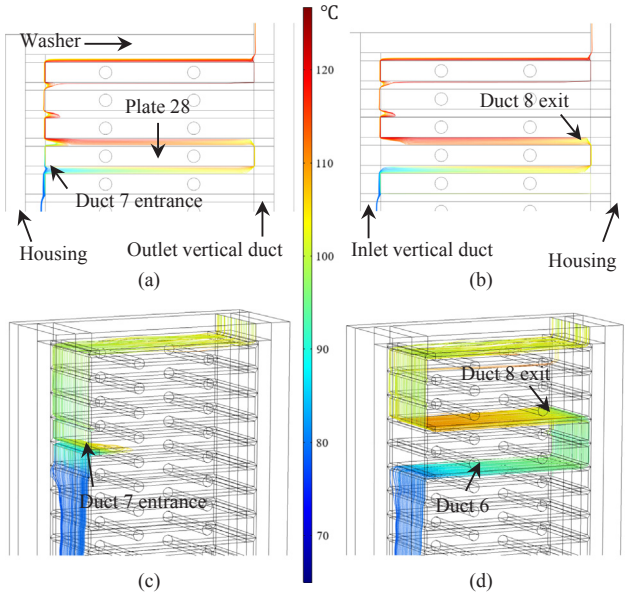 ℃
Washer
120
Plate 28
Duct 8 exit
110
Duct 7 entrance
Housing
Outlet vertical duct
100
Inlet vertical duct
Housing
(a)
(b)
90
Duct 8 exit
80
Duct 7 entrance
Duct 6
70
(c)
(d)